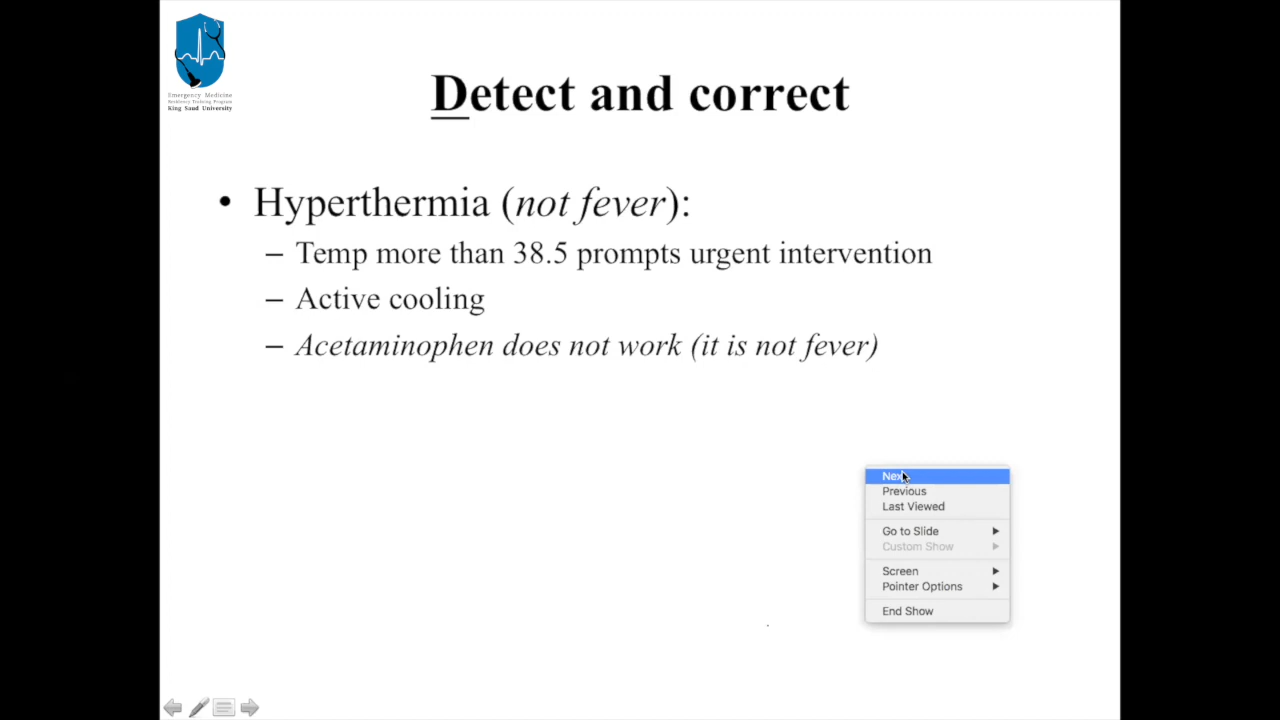 Emergency Medicine
Residency Training Program
King Saud University
Detect and correct
• Hyperthermia (not fever):
– Temp more than 38.5 prompts urgent intervention
– Active cooling
– Acetaminophen does not work (it is not fever)
Next
Previous
Last Viewed
Go to Slide
Custom Show
Screen
Pointer Options
End Show